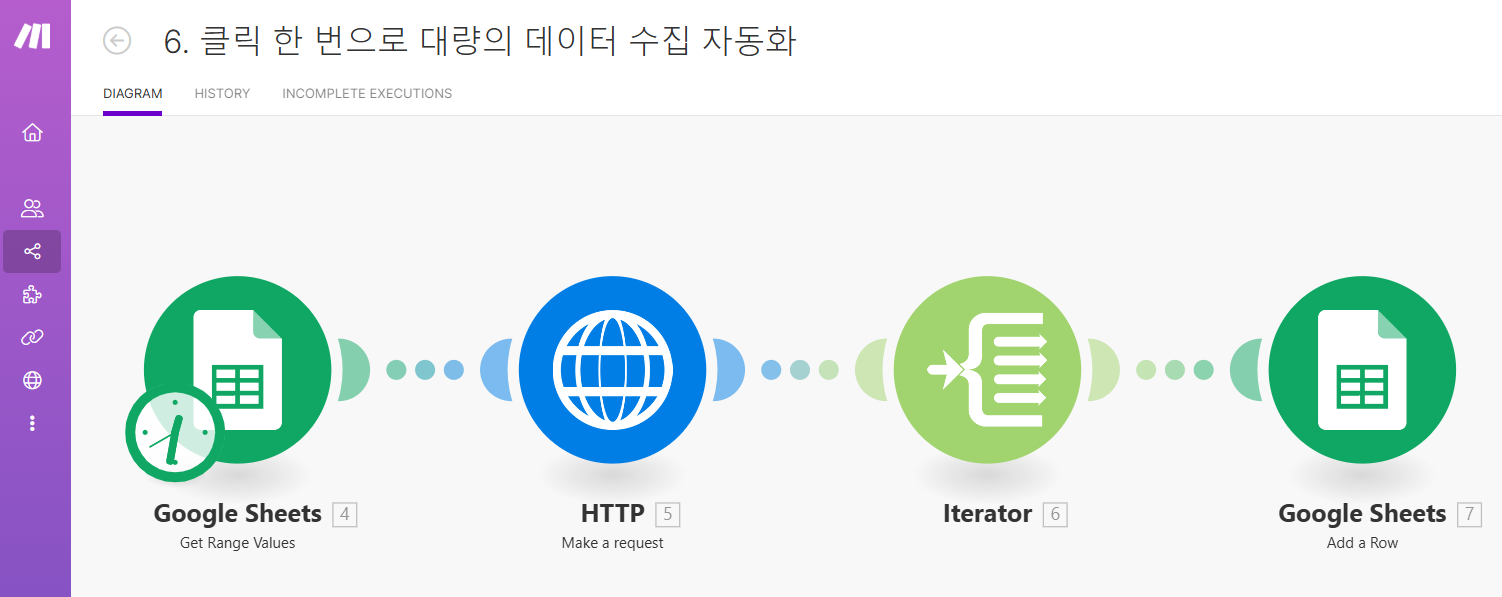 6. 클릭 한 번으로 대량의 데이터 수집 자동화
DIAGRAM HISTORY INCOMPLETE EXECUTIONS
Google Sheets 4
Get Range Values
HTTP 5
Make a request
Iterator 6
Google Sheets 7
Add a Row